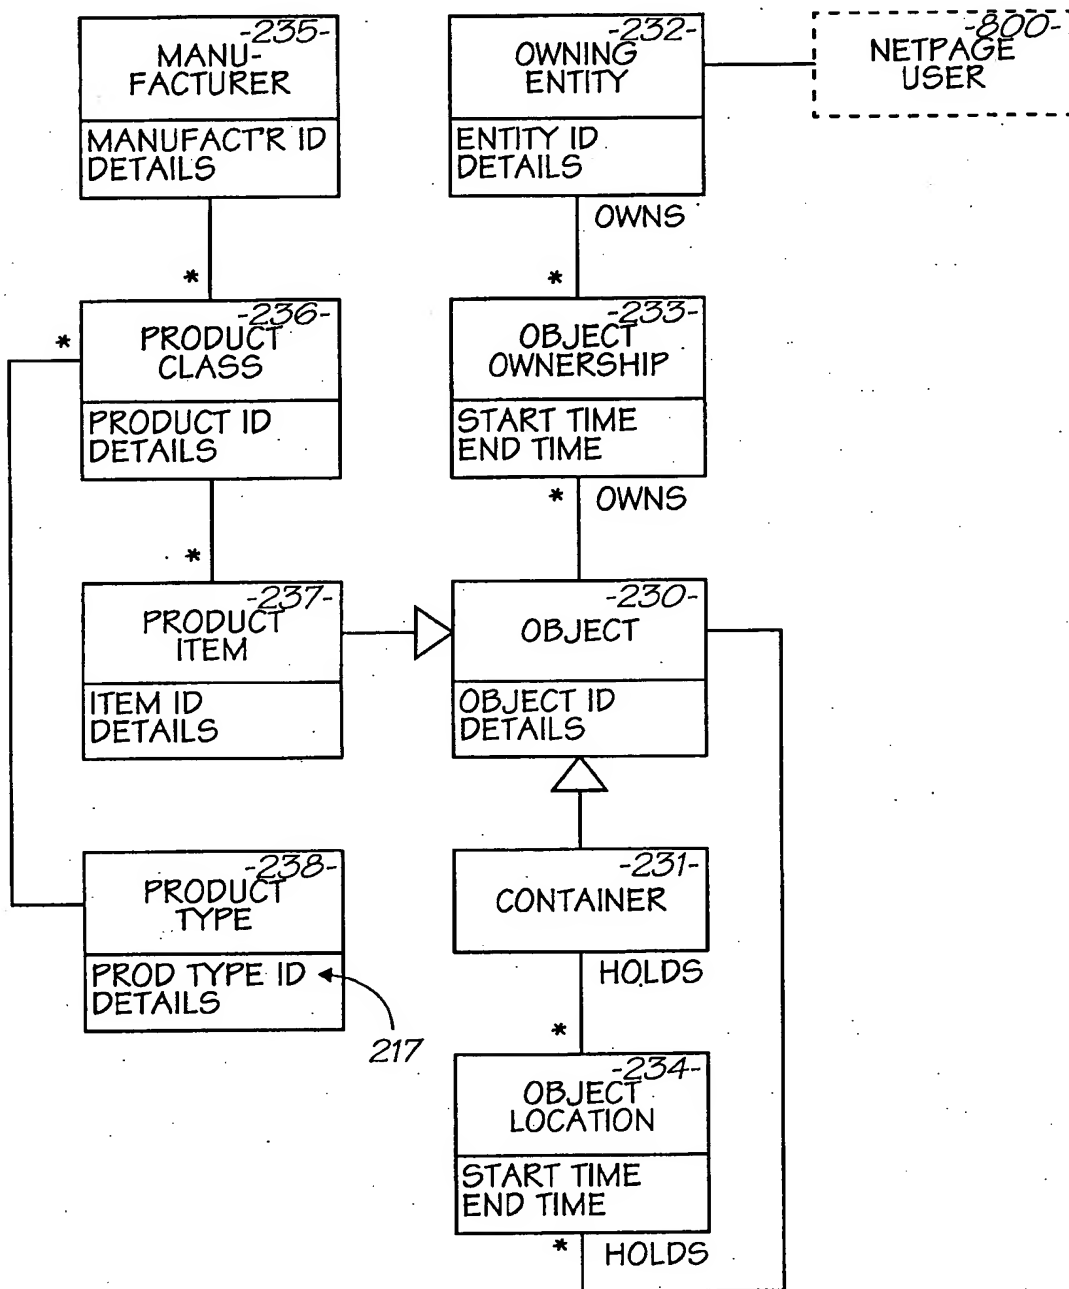 -235-
MANU-
FACTURER
MANUFACT'R ID
DETAILS
-232-
OWNING
ENTITY
ENTITY ID
DETAILS
-800-
NETPAGE
USER
OWNS
*
*
-236-
PRODUCT
CLASS
PRODUCT ID
DETAILS
*
-233-
OBJECT
OWNERSHIP
START TIME
END TIME
* OWNS
*
-237-
PRODUCT
ITEM
ITEM ID
DETAILS
-230-
OBJECT
OBJECT ID
DETAILS
-238-
PRODUCT
TYPE
PROD TYPE ID
DETAILS
217
-231-
CONTAINER
HOLDS
*
-234-
OBJECT
LOCATION
START TIME
END TIME
* HOLDS